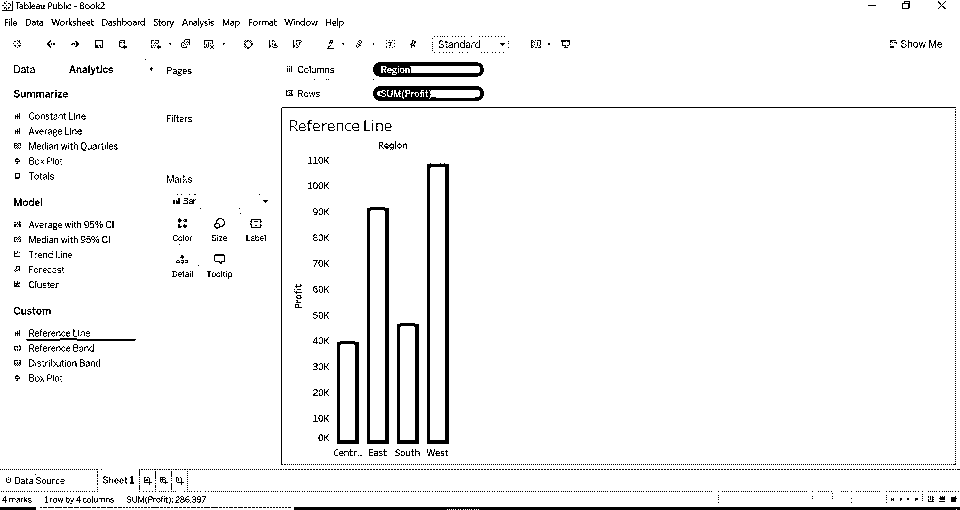 Tableau Public - Book2
File Data Worksheet Dashboard Story Analysis Map Format Window Help
Standard
Show Me
Data Analytics
Pages
Columns
Region
Rows
SUM(Profit)
Summarize
Constant Line
Average Line
Median with Quartiles
Box Plot
Totals
Model
Average with 95% CI
Median with 95% CI
Trend Line
Forecast
Cluster
Custom
Reference Line
Reference Band
Distribution Band
Box Plot
Filters
Marks
Bar
Color Size Label
Detail Tooltip
Reference Line
Region
110K
100K
90K
80K
70K
60K
50K
40K
30K
20K
10K
0K
Profit
Centr.. East South West
Data Source Sheet 1
4 marks 1 row by 4 columns SUM(Profit): 286,397